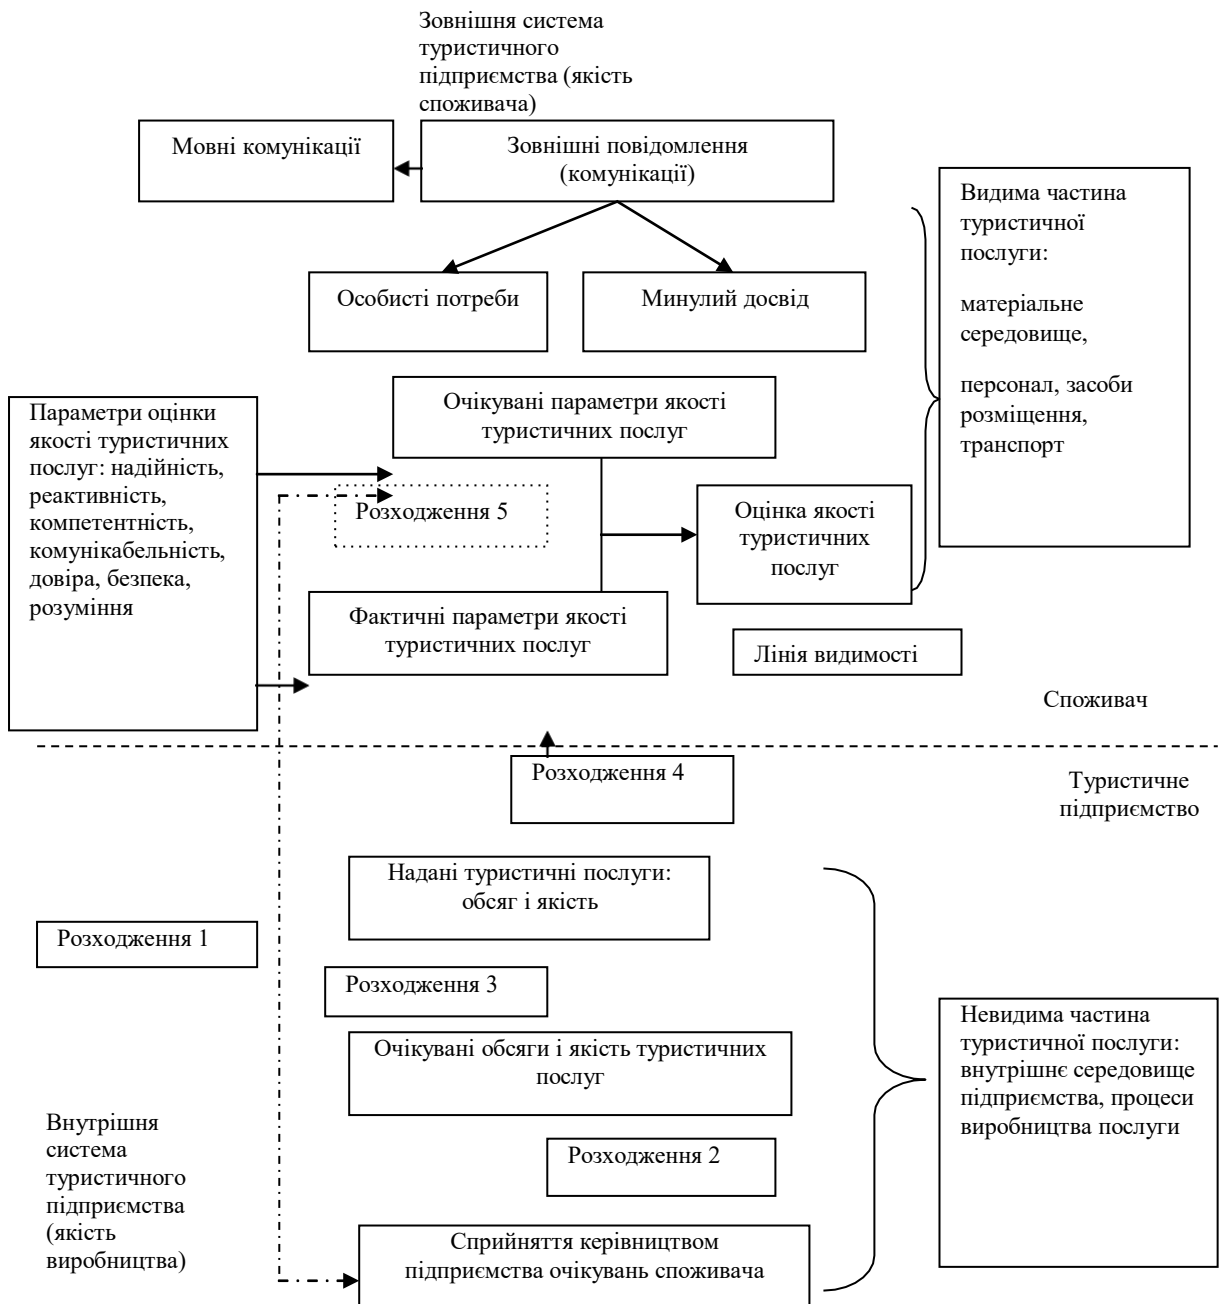 Зовнішня система
туристичного
підприємства (якість
споживача)
Мовні комунікації
Зовнішні повідомлення
(комунікації)
Видима частина
туристичної
послуги:
матеріальне
середовище,
персонал, засоби
розміщення,
транспорт
Особисті потреби
Минулий досвід
Параметри оцінки
якості туристичних
послуг: надійність,
реактивність,
компетентність,
комунікабельність,
довіра, безпека,
розуміння
Очікувані параметри якості
туристичних послуг
Розходження 5
Оцінка якості
туристичних
послуг
Фактичні параметри якості
туристичних послуг
Лінія видимості
Споживач
Розходження 4
Туристичне
підприємство
Надані туристичні послуги:
обсяг і якість
Розходження 1
Розходження 3
Очікувані обсяги і якість туристичних
послуг
Невидима частина
туристичної послуги:
внутрішнє середовище
підприємства, процеси
виробництва послуги
Внутрішня
система
туристичного
підприємства
(якість
виробництва)
Розходження 2
Сприйняття керівництвом
підприємства очікувань споживача